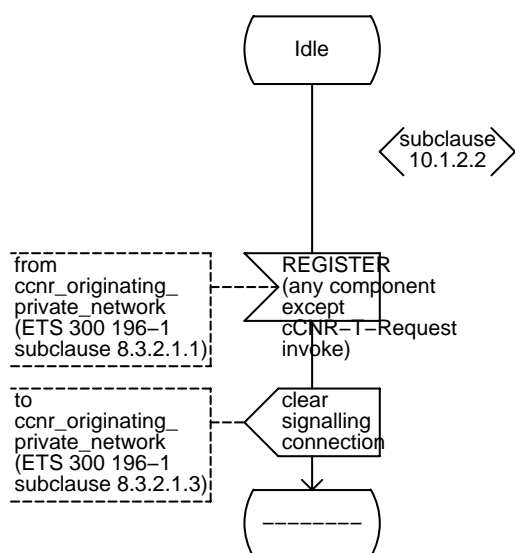 Idle
subclause
10.1.2.2
from
ccnr_originating_
private_network
(ETS 300 196–1
subclause 8.3.2.1.1)
REGISTER
(any component
except
cCNR–T–Request
invoke)
to
ccnr_originating_
private_network
(ETS 300 196–1
subclause 8.3.2.1.3)
clear
signalling
connection
––––––––